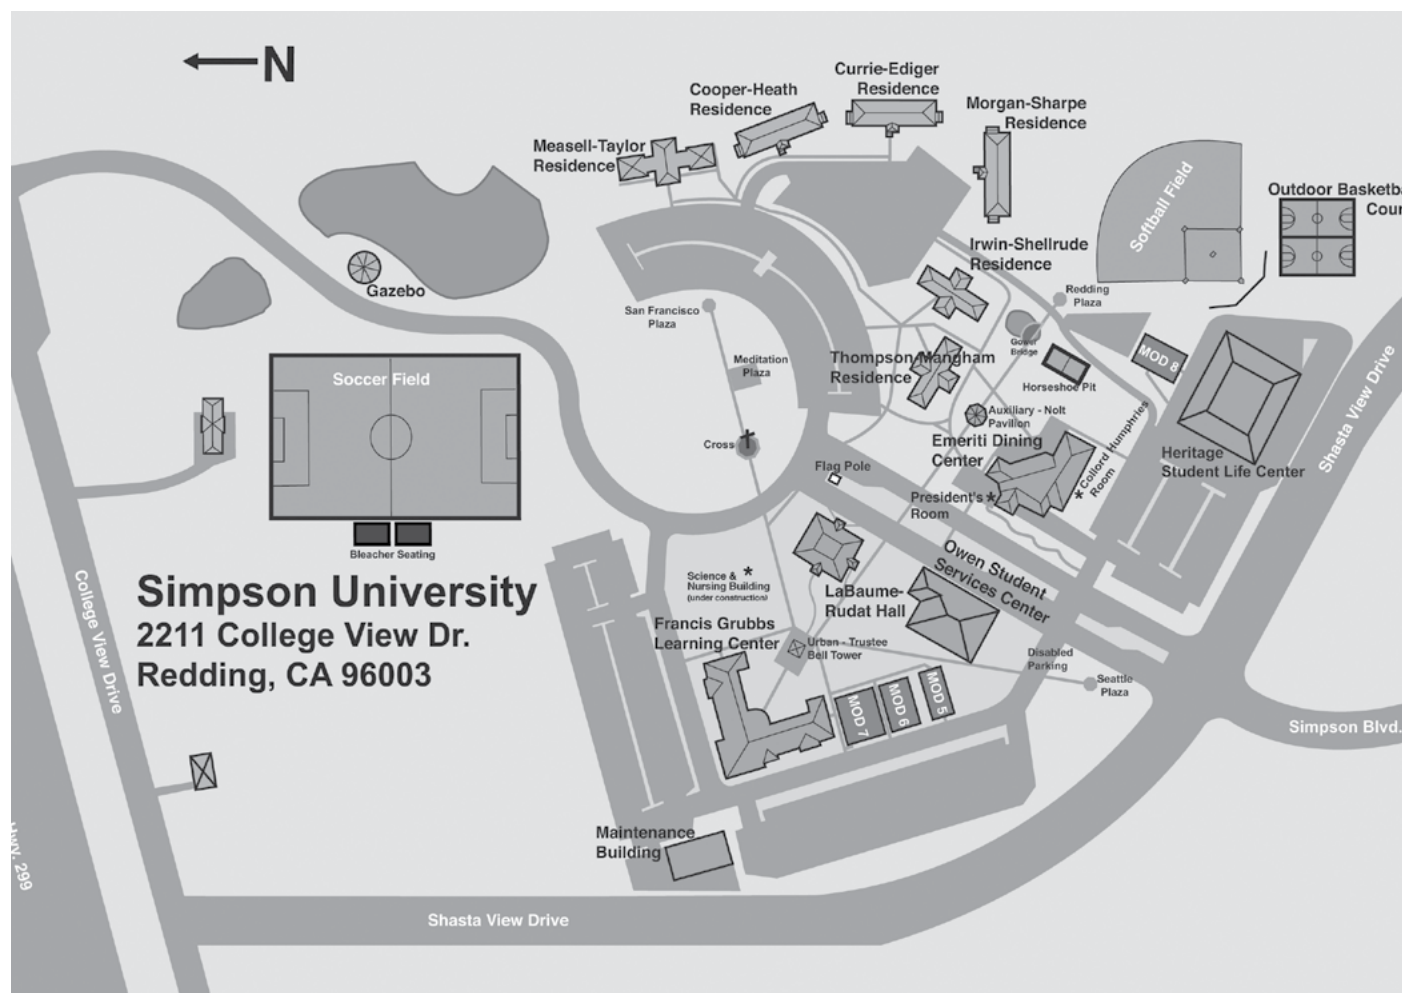 N
Currie-Ediger
Residence
Cooper-Heath
Residence
Morgan-Sharpe
Residence
Measell-Taylor
Residence
Softball Field
Outdoor Basketba
Cour
Irwin-Shellrude
Residence
Gazebo
Redding
Plaza
San Francisco
Plaza
Gower
Bridge
MOD 8
Meditation
Plaza
Thompson-Mangham
Residence
Horseshoe Pit
Soccer Field
Shasta View Drive
Auxiliary - Nolt
Pavilion
Cross
Emeriti Dining
Center
Collord Humphries
Room
Heritage
Student Life Center
Flag Pole
President's
Room
Bleacher Seating
Owen Student
Services Center
Science &
Nursing Building
(under construction)
LaBaume-
Rudat Hall
Simpson University
2211 College View Dr.
Redding, CA 96003
College View Drive
Francis Grubbs
Learning Center
Urban - Trustee
Bell Tower
Disabled
Parking
Seattle
Plaza
MOD 7
MOD 6
MOD 5
Simpson Blvd.
Maintenance
Building
Hwy. 299
Shasta View Drive